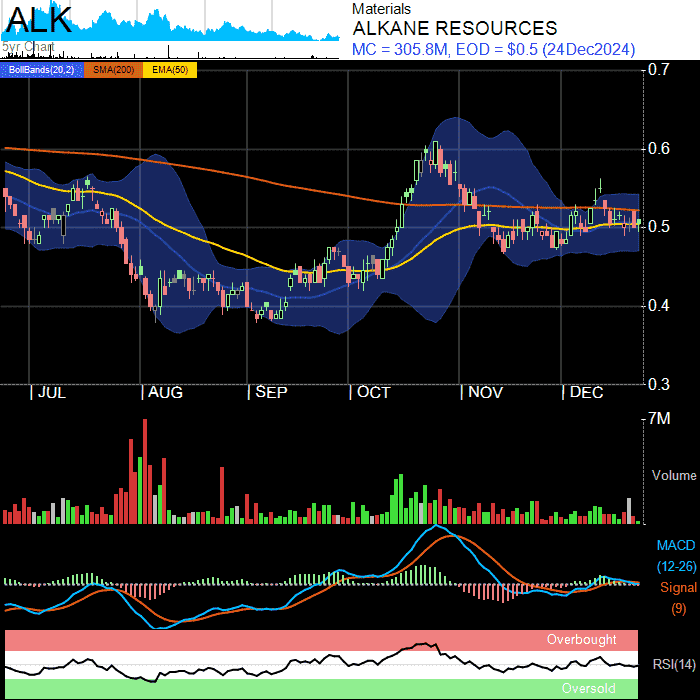 ALK
5yr Chart
Materials
ALKANE RESOURCES
MC = 305.8M, EOD = $0.5 (24Dec2024)
BollBands(20,2) SMA(200) EMA(50)
0.7
0.6
0.5
0.4
0.3
JUL AUG SEP OCT NOV DEC
7M
Volume
MACD
(12-26)
Signal
(9)
Overbought
RSI(14)
Oversold